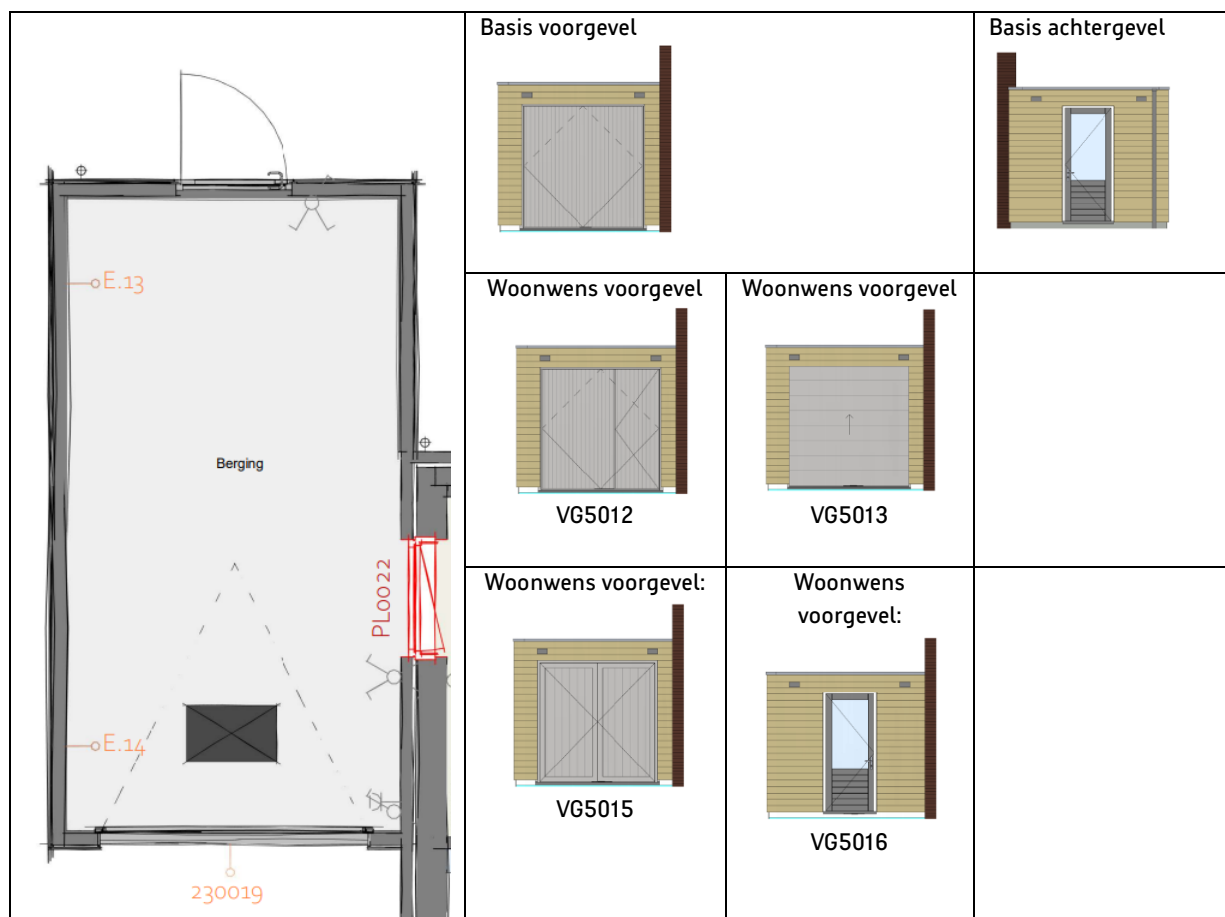 E.13
Berging
PL0022
E.14
230019
Basis voorgevel
Basis achtergevel
Woonwens voorgevel
VG5012
Woonwens voorgevel
VG5013
Woonwens voorgevel:
VG5015
Woonwens
voorgevel:
VG5016